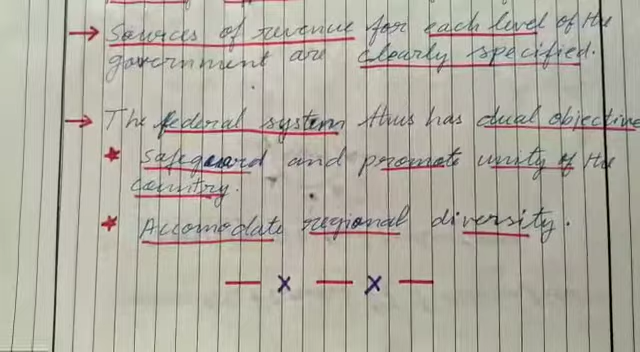 → Sources of revenue for each level of the
government are clearly specified.
→ The federal system thus has dual objective
* Safeguard and promote unity of the
country.
* Accomodate regional diversity.
— x — x —